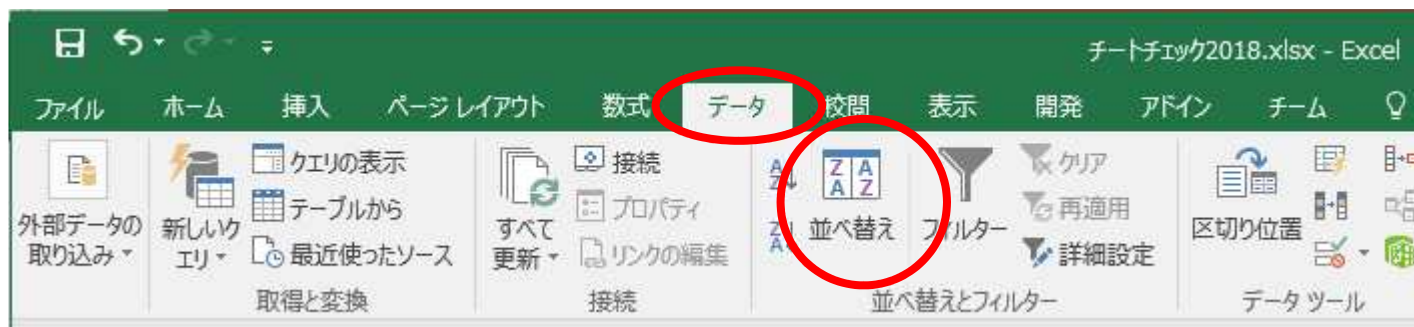 チートチェック2018.xlsx - Excel
ファイル ホーム 挿入 ページ レイアウト 数式 データ 校閲 表示 開発 アドイン チーム
外部データの
取り込み
新しいク
エリ
クエリの表示
テーブルから
最近使ったソース
取得と変換
すべて
更新
接続
プロパティ
リンクの編集
接続
並べ替え
フィルター
クリア
再適用
詳細設定
並べ替えとフィルター
区切り位置
データ ツール